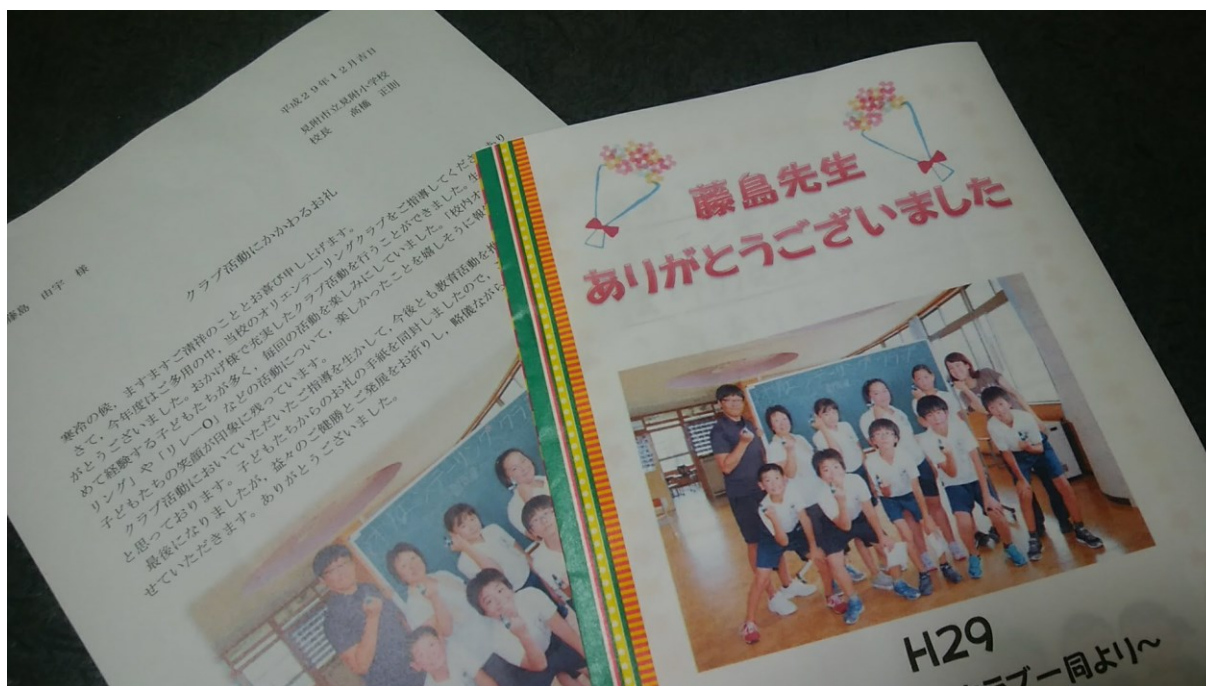 平成29年12月吉日
見附市立見附小学校
校長 高橋 正則
藤島 由宇 様
クラブ活動にかかわるお礼
寒冷の候，ますますご清祥のこととお喜び申し上げます。
さて，今年度はご多用の中，当校のオリエンテーリングクラブをご指導してくださ
がとうございました。おかげ様で充実したクラブ活動を行うことができました。
めて経験する子どもたちが多く，毎回の活動を楽しみにしていました。「校内オ
リング」や「リレーO」などの活動について，楽しかったことを嬉しそうに報
子どもたちの笑顔が印象に残っています。
クラブ活動においていただいたご指導を生かして，今後とも教育活動を
と思っております。子どもたちからのお礼の手紙を同封しましたので，
最後になりましたが，益々のご健勝とご発展をお祈りし，略儀ながら
せていただきます。ありがとうございました。
藤島先生
ありがとうございました
H29
ラブ一同より～